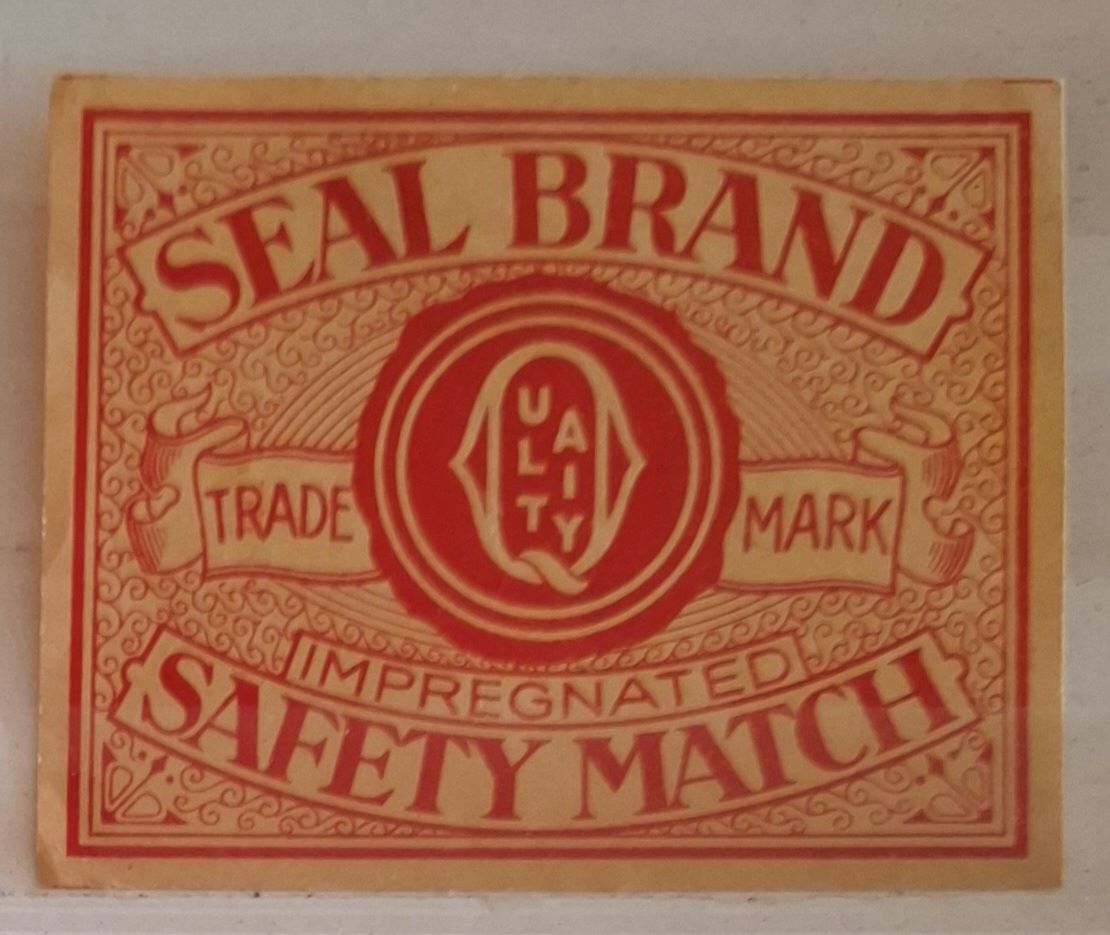 SEAL BRAND
QUALITY
TRADE MARK
IMPREGNATED
SAFETY MATCH